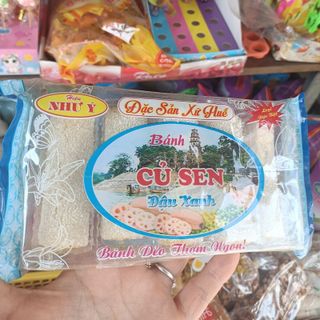 Hiệu
NHƯ Ý
Đặc Sản Xứ Huế
Bánh
CỦ SEN
Đậu Xanh
Bánh Dẻo Thơm Ngon!